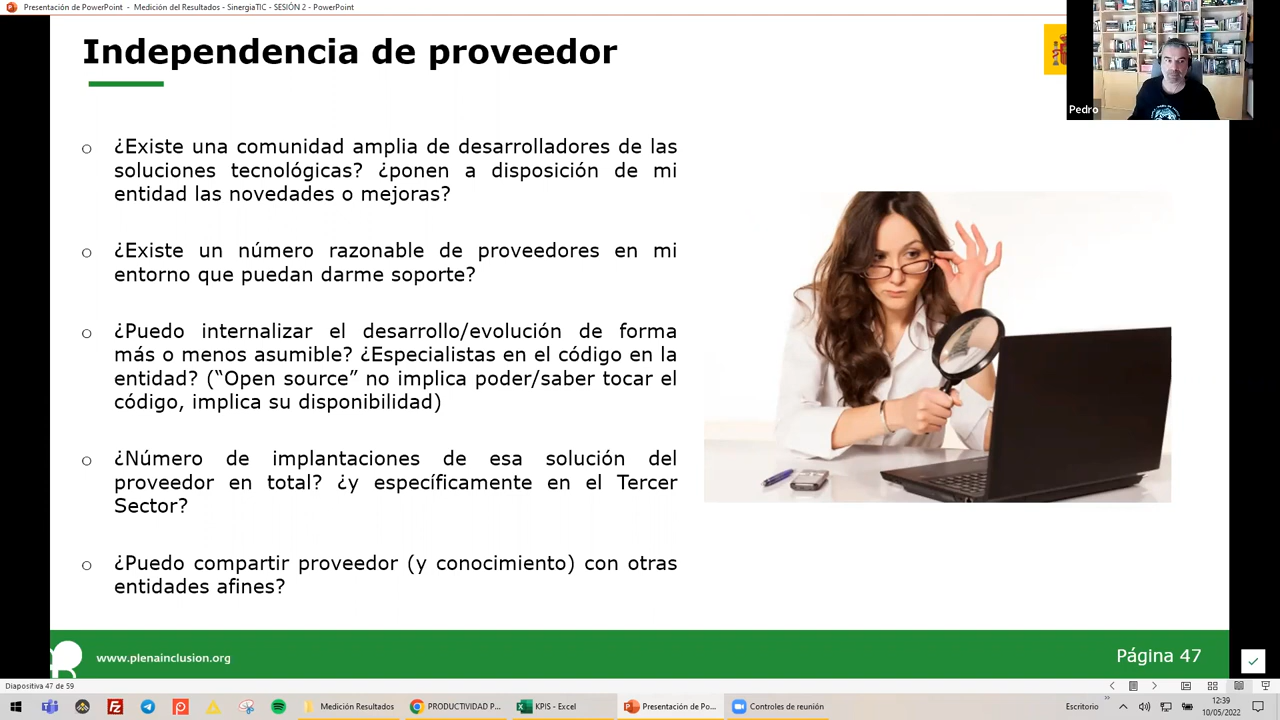 Presentación de PowerPoint - Medición del Resultados - SinergiaTIC - SESIÓN 2 - PowerPoint
Independencia de proveedor
Pedro
o ¿Existe una comunidad amplia de desarrolladores de las
soluciones tecnológicas? ¿ponen a disposición de mi
entidad las novedades o mejoras?
o ¿Existe un número razonable de proveedores en mi
entorno que puedan darme soporte?
o ¿Puedo internalizar el desarrollo/evolución de forma
más o menos asumible? ¿Especialistas en el código en la
entidad? (“Open source” no implica poder/saber tocar el
código, implica su disponibilidad)
o ¿Número de implantaciones de esa solución del
proveedor en total? ¿y específicamente en el Tercer
Sector?
o ¿Puedo compartir proveedor (y conocimiento) con otras
entidades afines?
www.plenainclusion.org
Página 47
Diapositiva 47 de 59
Medición Resultados
PRODUCTIVIDAD P...
KPIS - Excel
Presentación de Po...
Controles de reunión
Escritorio
12:39
10/05/2022